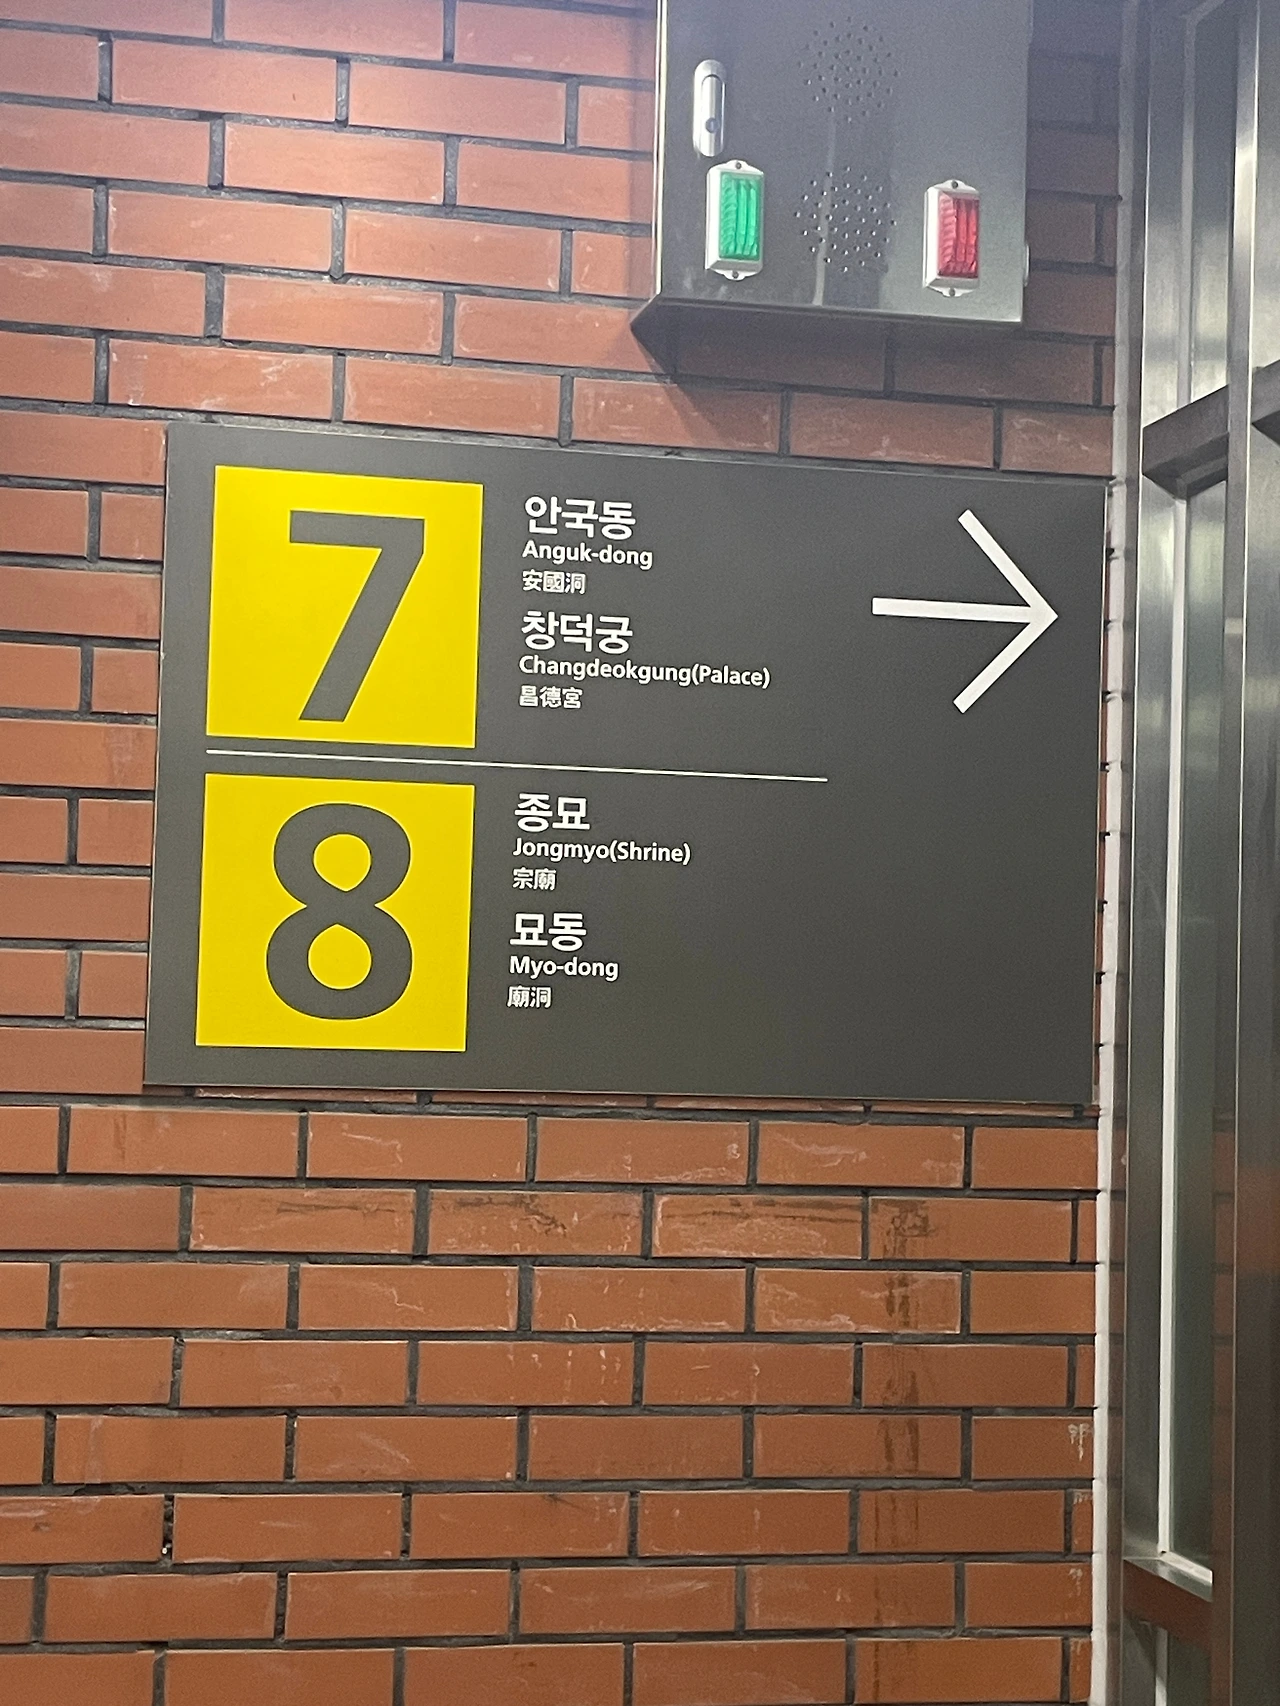 7
안국동
Anguk-dong
安國洞
창덕궁
Changdeokgung(Palace)
昌德宮
8
종묘
Jongmyo(Shrine)
宗廟
묘동
Myo-dong
廟洞